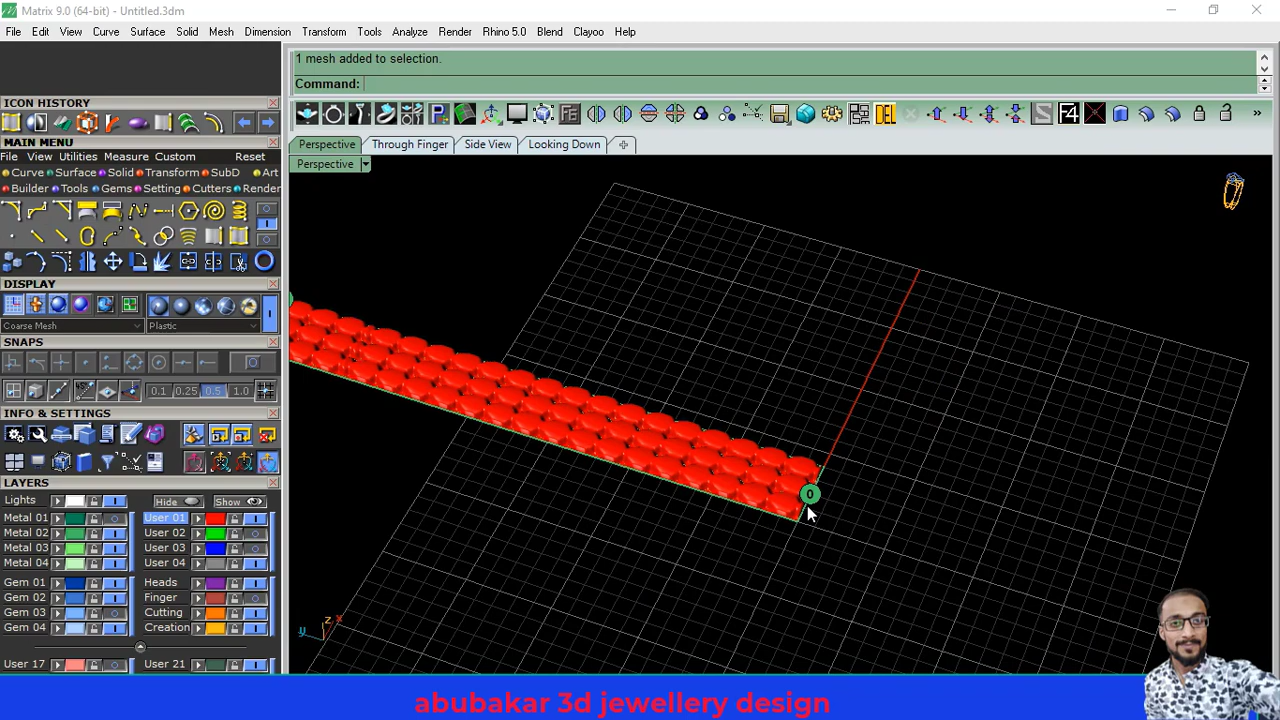 Matrix 9.0 (64-bit) - Untitled.3dm
File Edit View Curve Surface Solid Mesh Dimension Transform Tools Analyze Render Rhino 5.0 Blend Clayoo Help
1 mesh added to selection.
Command:
ICON HISTORY
MAIN MENU
File View Utilities Measure Custom Reset
Curve Surface Solid Transform SubD Art
Builder Tools Gems Setting Cutters Render
DISPLAY
Coarse Mesh Plastic
SNAPS
0.1 0.25 0.5 1.0
INFO & SETTINGS
LAYERS
Lights Hide Show
Metal 01 User 01
Metal 02 User 02
Metal 03 User 03
Metal 04 User 04
Gem 01 Heads
Gem 02 Finger
Gem 03 Cutting
Gem 04 Creation
User 17 User 21
P FE S F4
Perspective Through Finger Side View Looking Down
Perspective
0
z x
y
abubakar 3d jewellery design